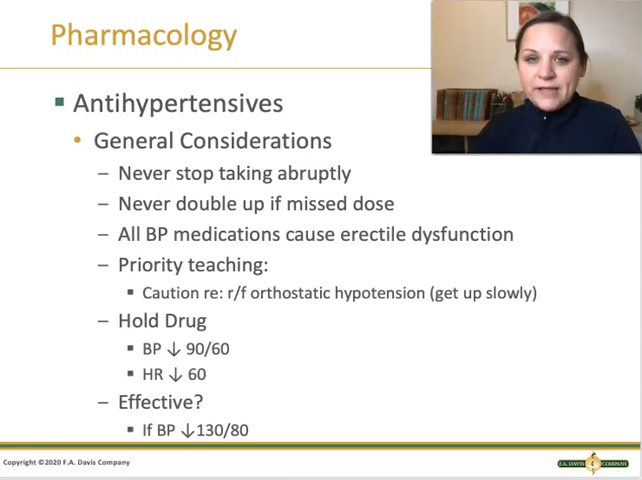 Pharmacology
▪ Antihypertensives
• General Considerations
– Never stop taking abruptly
– Never double up if missed dose
– All BP medications cause erectile dysfunction
– Priority teaching:
▪ Caution re: r/f orthostatic hypotension (get up slowly)
– Hold Drug
▪ BP ↓ 90/60
▪ HR ↓ 60
– Effective?
▪ If BP ↓130/80
Copyright ©2020 F.A. Davis Company
F.A. DAVIS COMPANY